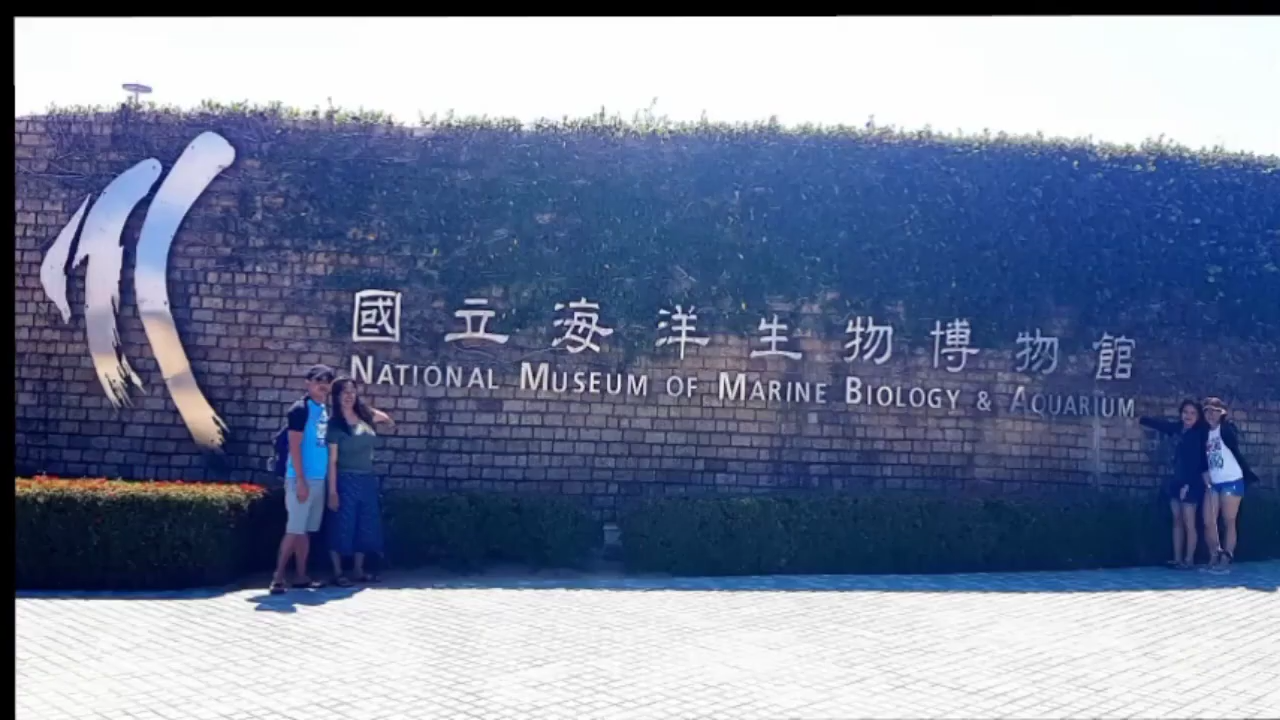 國立海洋生物博物館
NATIONAL MUSEUM OF MARINE BIOLOGY & AQUARIUM